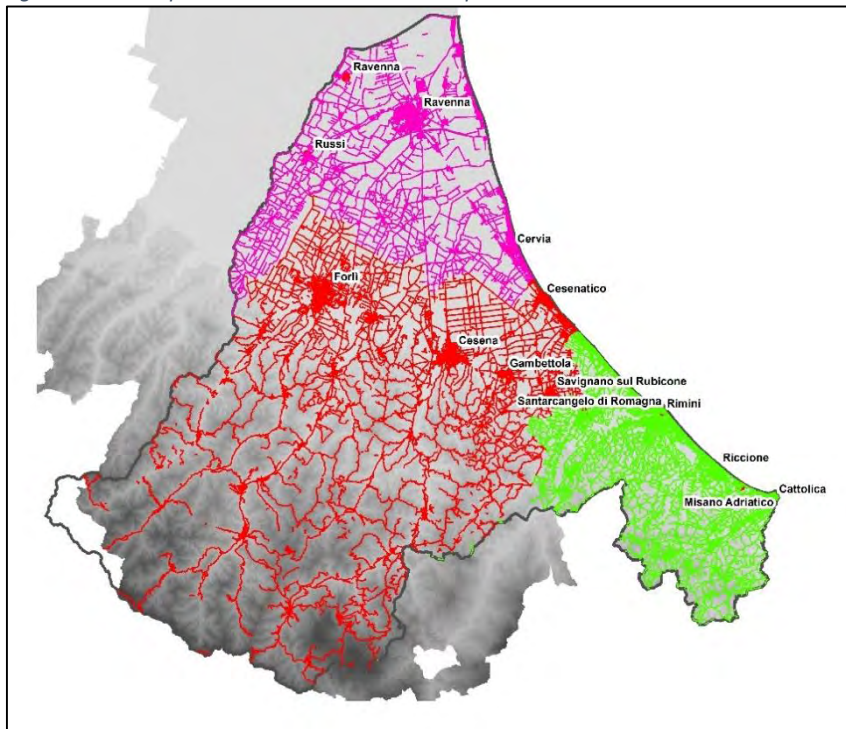 Ravenna
Ravenna
Russi
Cervia
Forlì
Cesenatico
Cesena
Gambettola
Savignano sul Rubicone
Santarcangelo di Romagna
Rimini
Riccione
Cattolica
Misano Adriatico